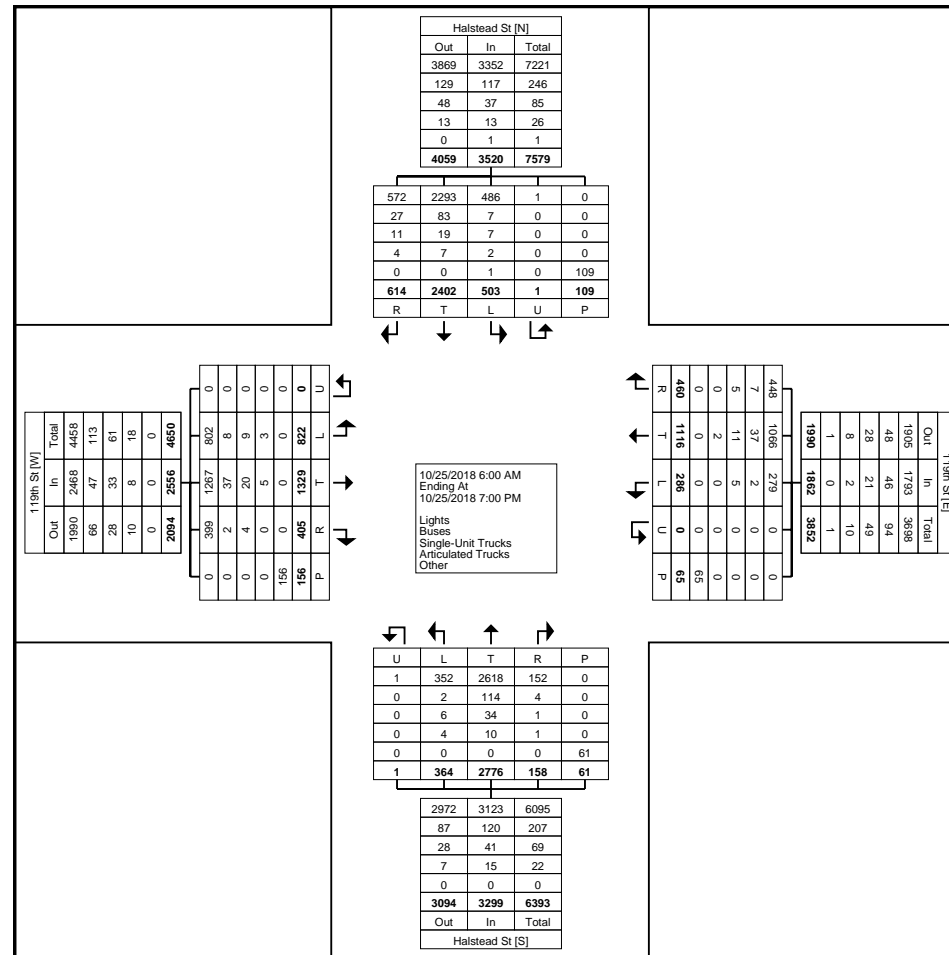 Halstead St [N]
Out In Total
3869 3352 7221
129 117 246
48 37 85
13 13 26
0 1 1
4059 3520 7579
572 2293 486 1 0
27 83 7 0 0
11 19 7 0 0
4 7 2 0 0
0 0 1 0 109
614 2402 503 1 109
R T L U P
U L T R P
0 822 1329 405 156
0 0 0 0 156
0 3 5 0 0
0 9 20 4 0
0 8 37 2 0
0 802 1267 399 0
4650 2556 2094
0 0 0
18 8 10
61 33 28
113 47 66
4458 2468 1990
Total In Out
119th St [W]
10/25/2018 6:00 AM
Ending At
10/25/2018 7:00 PM
Lights
Buses
Single-Unit Trucks
Articulated Trucks
Other
119th St [E]
Out In Total
1905 1793 3698
48 46 94
28 21 49
8 2 10
1 0 1
1990 1862 3852
448 1066 279 0 0
7 37 2 0 0
5 11 5 0 0
0 2 0 0 0
0 0 0 0 65
460 1116 286 0 65
R T L U P
U L T R P
1 352 2618 152 0
0 2 114 4 0
0 6 34 1 0
0 4 10 1 0
0 0 0 0 61
1 364 2776 158 61
2972 3123 6095
87 120 207
28 41 69
7 15 22
0 0 0
3094 3299 6393
Out In Total
Halstead St [S]